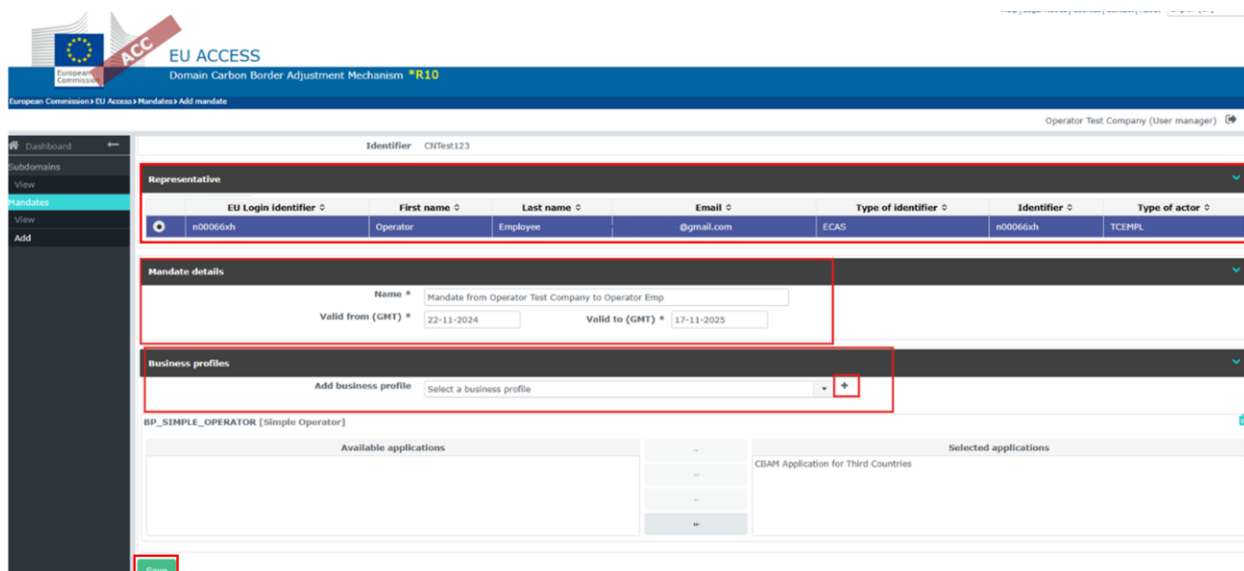 ACC
European
Commission
EU ACCESS
Domain Carbon Border Adjustment Mechanism *R10
European Commission > EU Access > Mandates > Add mandate
Operator Test Company (User manager)
Dashboard
Identifier CNTest123
Subdomains
View
Mandates
View
Add
Representative
EU Login identifier First name Last name Email Type of identifier Identifier Type of actor
n00066xh Operator Employee @gmail.com ECAS n00066xh TCEMPL
Mandate details
Name * Mandate from Operator Test Company to Operator Emp
Valid from (GMT) * 22-11-2024 Valid to (GMT) * 17-11-2025
Business profiles
Add business profile Select a business profile +
BP_SIMPLE_OPERATOR [Simple Operator]
Available applications Selected applications
CBAM Application for Third Countries
Save